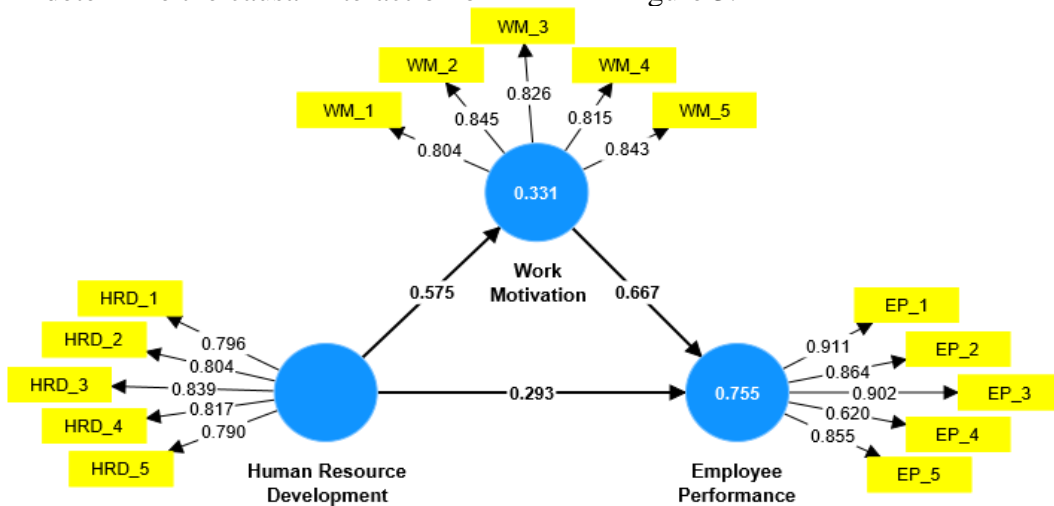 WM_3
WM_2
WM_4
WM_1
WM_5
0.826
0.845
0.815
0.804
0.843
0.331
Work
Motivation
0.575
0.667
HRD_1
HRD_2
HRD_3
HRD_4
HRD_5
0.796
0.804
0.839
0.817
0.790
0.293
0.755
0.911
0.864
0.902
0.620
0.855
EP_1
EP_2
EP_3
EP_4
EP_5
Human Resource
Development
Employee
Performance